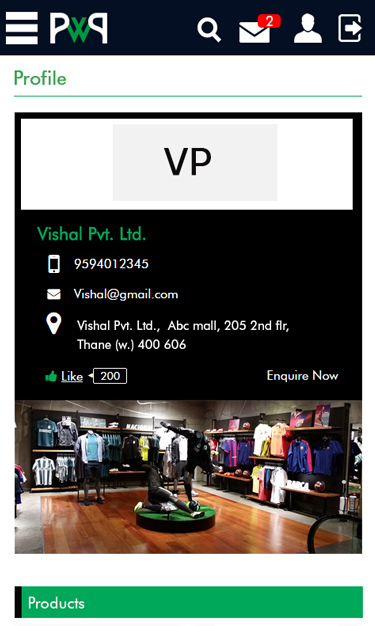 PWP
2
Profile
VP
Vishal Pvt. Ltd.
9594012345
Vishal@gmail.com
Vishal Pvt. Ltd., Abc mall, 205 2nd flr,
Thane (w.) 400 606
Like 200 Enquire Now
Products